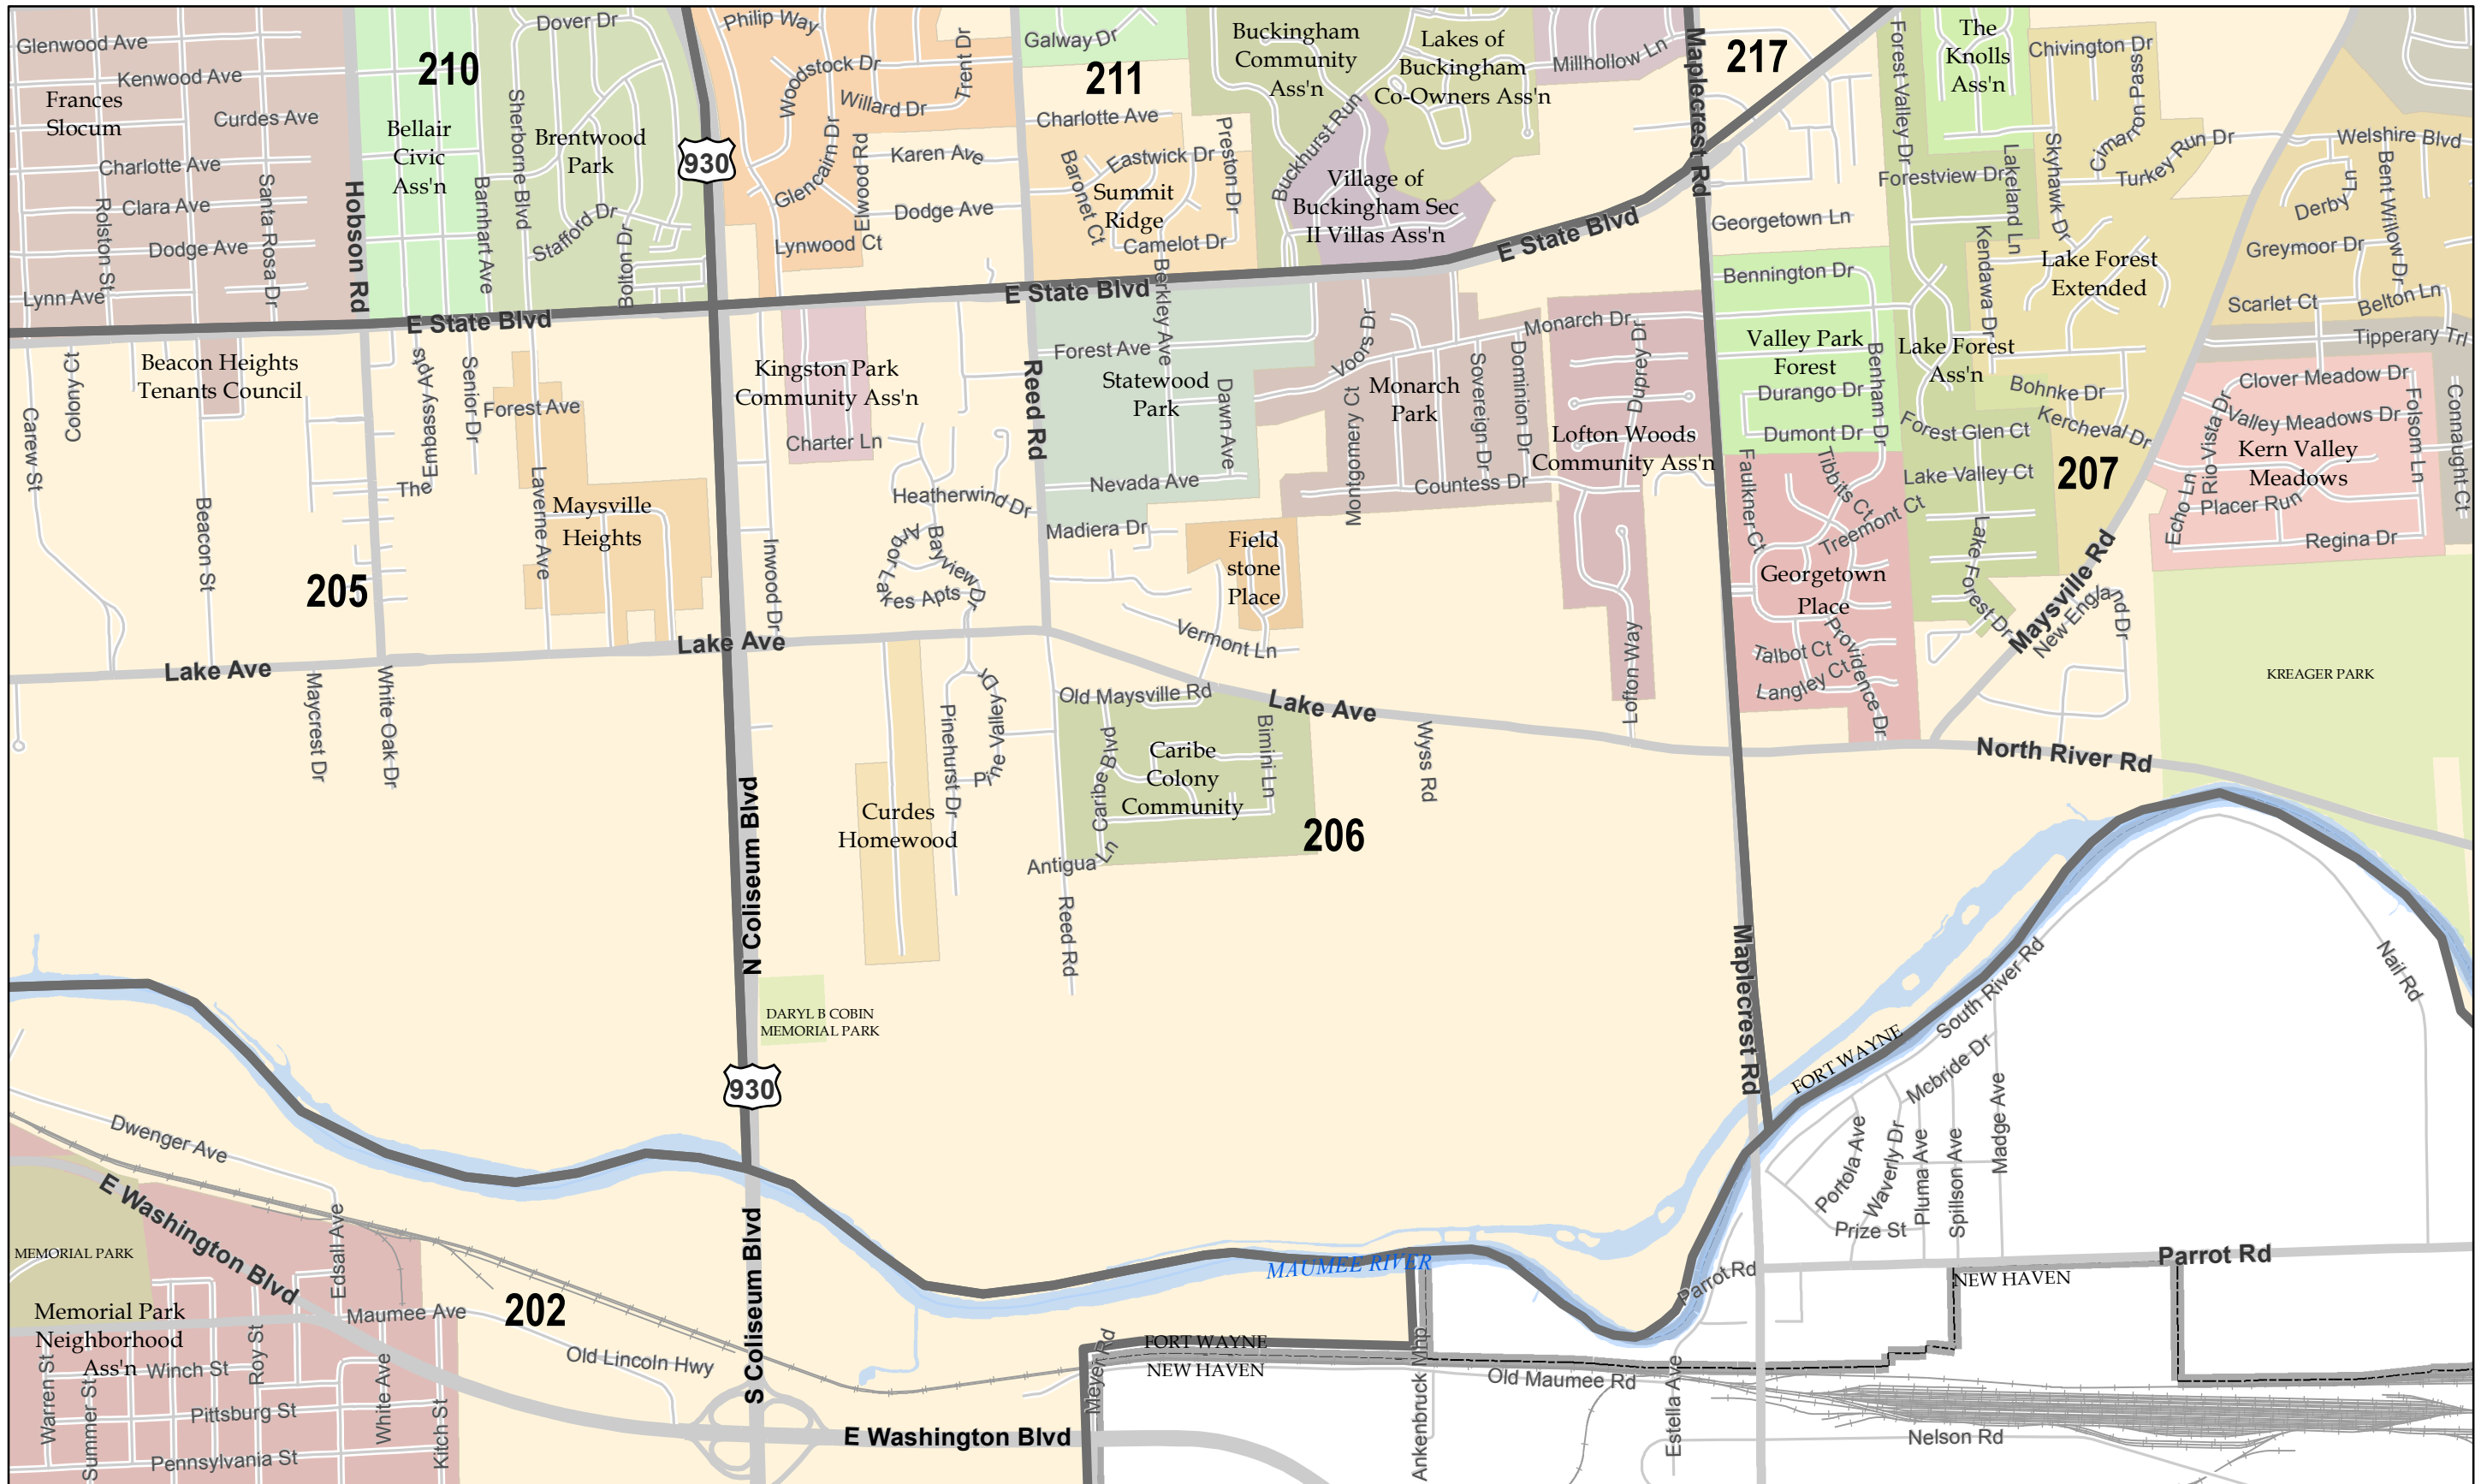 Glenwood Ave
Kenwood Ave
Frances
Slocum
Curdes Ave
Charlotte Ave
Clara Ave
Dodge Ave
Lynn Ave
Rolston St
Santa Rosa Dr
Hobson Rd
210
Bellair
Civic
Ass'n
Barnhart Ave
Sherborne Blvd
Dover Dr
Brentwood
Park
Stafford Dr
Bolton Dr
930
Philip Way
Woodstock Dr
Willard Dr
Trent Dr
Glencairn Dr
Elwood Rd
Karen Ave
Dodge Ave
Lynwood Ct
Galway Dr
211
Charlotte Ave
Eastwick Dr
Baronet Ct
Summit
Ridge
Camelot Dr
Preston Dr
Berkley Ave
Buckingham
Community
Ass'n
Lakes of
Buckingham
Co-Owners Ass'n
Buckhurst Run
Village of
Buckingham Sec
II Villas Ass'n
Millhollow Ln
Maplecrest Rd
217
Georgetown Ln
Forest Valley Dr
The
Knolls
Ass'n
Chivington Dr
Cimarron Pass
Turkey Run Dr
Forestview Dr
Lakeland Ln
Skyhawk Dr
Kendawa Dr
Lake Forest
Extended
Welshire Blvd
Derby Ln
Bent Willow Dr
Greymoor Dr
Scarlet Ct
Belton Ln
Tipperary Trl
E State Blvd
E State Blvd
E State Blvd
Colony Ct
Carew St
Beacon Heights
Tenants Council
Beacon St
The Embassy Apts
Senior Dr
Forest Ave
Laverne Ave
Maysville
Heights
205
Kingston Park
Community Ass'n
Charter Ln
Inwood Dr
Heatherwind Dr
Arbor Lakes Apts
Bayview Dr
Reed Rd
Forest Ave
Statewood
Park
Dawn Ave
Nevada Ave
Madiera Dr
Field
stone
Place
Vermont Ln
Voors Dr
Montgomery Ct
Monarch
Park
Sovereign Dr
Dominion Dr
Monarch Dr
Countess Dr
Duprey Dr
Lofton Woods
Community Ass'n
Lofton Way
Bennington Dr
Valley Park
Forest
Durango Dr
Dumont Dr
Benham Dr
Lake Forest
Ass'n
Bohnke Dr
Kercheval Dr
Forest Glen Ct
Lake Valley Ct
207
Faulkner Ct
Tibbits Ct
Treemont Ct
Georgetown
Place
Talbot Ct
Langley Ct
Providence Dr
Lake Forest Dr
Maysville Rd
New England Dr
Clover Meadow Dr
Valley Meadows Dr
Rio Vista Dr
Kern Valley
Meadows
Folsom Ln
Connaught Ct
Echo Ln
Placer Run
Regina Dr
KREAGER PARK
Lake Ave
Lake Ave
Lake Ave
Maycrest Dr
White Oak Dr
N Coliseum Blvd
Curdes
Homewood
Pinehurst Dr
Pine Valley Dr
Old Maysville Rd
Caribe Blvd
Caribe
Colony
Community
Bimini Ln
Antigua Ln
Reed Rd
206
Wyss Rd
North River Rd
Maplecrest Rd
DARYL B COBIN
MEMORIAL PARK
930
Nail Rd
South River Rd
FORT WAYNE
Mcbride Dr
Portola Ave
Waverly Dr
Pluma Ave
Spillson Ave
Madge Ave
Prize St
Parrot Rd
Parrot Rd
NEW HAVEN
Dwenger Ave
E Washington Blvd
MEMORIAL PARK
Edsall Ave
Memorial Park
Neighborhood
Ass'n
Maumee Ave
202
Old Lincoln Hwy
Warren St
Summer St
Winch St
Roy St
White Ave
Kitch St
Pittsburg St
Pennsylvania St
S Coliseum Blvd
E Washington Blvd
MAUMEE RIVER
FORT WAYNE
NEW HAVEN
Meyer Rd
Ankenbruck Mhp
Old Maumee Rd
Estella Ave
Nelson Rd